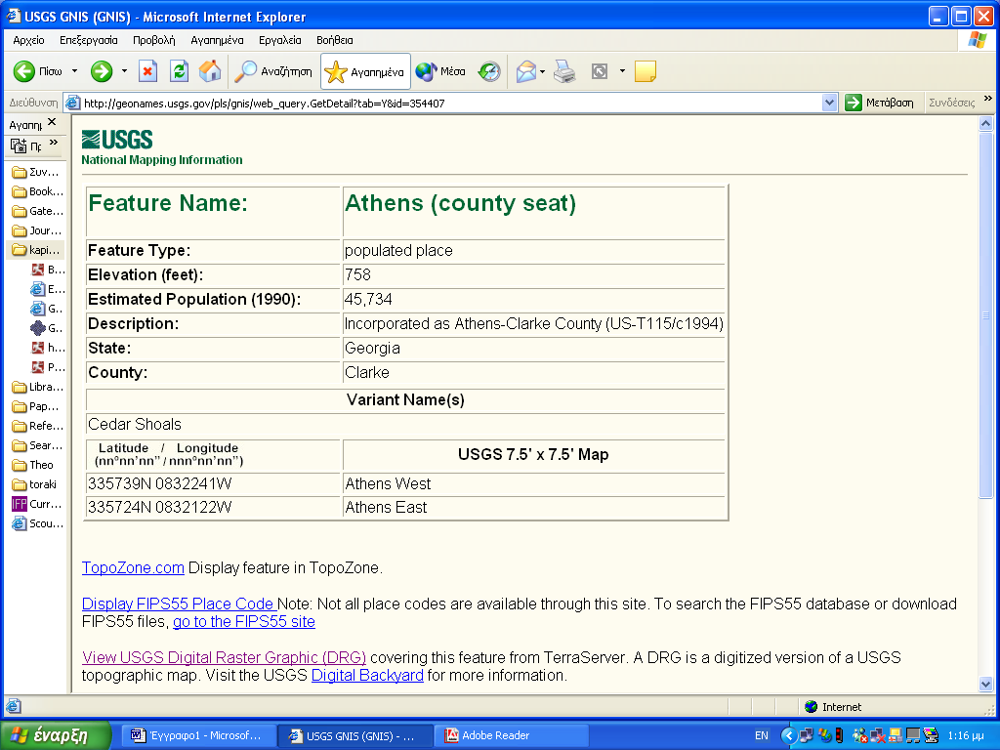 USGS GNIS (GNIS) - Microsoft Internet Explorer
Αρχείο Επεξεργασία Προβολή Αγαπημένα Εργαλεία Βοήθεια
Πίσω Αναζήτηση Αγαπημένα Μέσα
Διεύθυνση http://geonames.usgs.gov/pls/gnis/web_query.GetDetail?tab=Y&id=354407 Μετάβαση Συνδέσεις »
Αγαπη
Πρ »
Συν...
Book...
Gate...
Jour...
kapi...
B...
E...
G...
G...
h...
P...
Libra...
Pap...
Refe...
Sear...
Theo
toraki
Curr...
Scou...
USGS
National Mapping Information
Feature Name: Athens (county seat)
Feature Type: populated place
Elevation (feet): 758
Estimated Population (1990): 45,734
Description: Incorporated as Athens-Clarke County (US-T115/c1994)
State: Georgia
County: Clarke
Variant Name(s)
Cedar Shoals
Latitude / Longitude
(nnºnn'nn” / nnnºnn'nn”) USGS 7.5' x 7.5' Map
335739N 0832241W Athens West
335724N 0832122W Athens East
TopoZone.com Display feature in TopoZone.
Display FIPS55 Place Code Note: Not all place codes are available through this site. To search the FIPS55 database or download
FIPS55 files, go to the FIPS55 site
View USGS Digital Raster Graphic (DRG) covering this feature from TerraServer. A DRG is a digitized version of a USGS
topographic map. Visit the USGS Digital Backyard for more information.
Internet
έναρξη Έγγραφο1 - Microsof... USGS GNIS (GNIS) - ... Adobe Reader EN 1:16 μμ